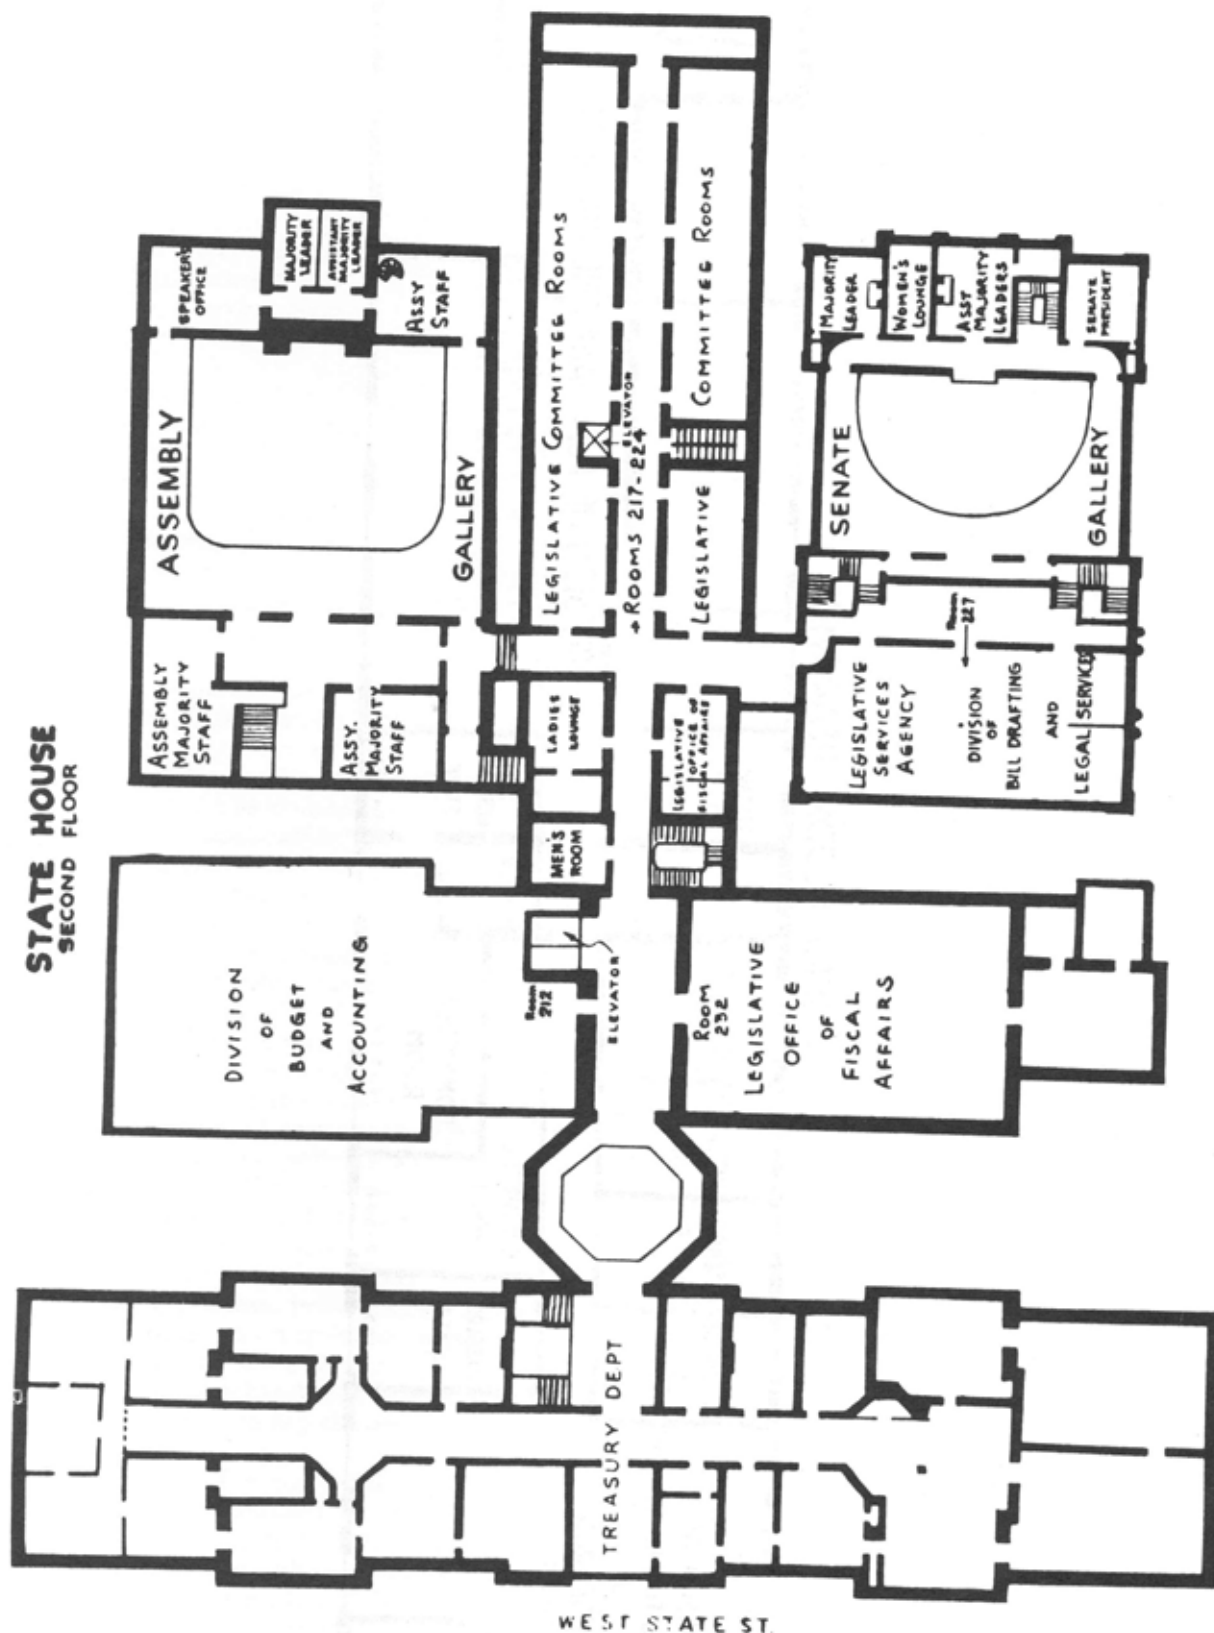 STATE HOUSE
SECOND FLOOR
SPEAKER'S
OFFICE
MAJORITY
LEADER
ASSISTANT
MAJORITY
LEADER
ASS'Y
STAFF
ASSEMBLY
GALLERY
ASSEMBLY
MAJORITY
STAFF
ASSY.
MAJORITY
STAFF
LEGISLATIVE COMMITTEE ROOMS
ELEVATOR
ROOMS 217-224
LEGISLATIVE
COMMITTEE ROOMS
MAJORITY
LEADER
WOMEN'S
LOUNGE
ASST
MAJORITY
LEADERS
SENATE
PRESIDENT
SENATE
GALLERY
ROOM
227
LEGISLATIVE
SERVICES
AGENCY
DIVISION
OF
BILL DRAFTING
AND
LEGAL SERVICES
LADIES
LOUNGE
LEGISLATIVE
OFFICE OF
FISCAL AFFAIRS
MEN'S
ROOM
DIVISION
OF
BUDGET
AND
ACCOUNTING
ROOM
212
ELEVATOR
ROOM
232
LEGISLATIVE
OFFICE
OF
FISCAL
AFFAIRS
TREASURY DEPT
WEST STATE ST.